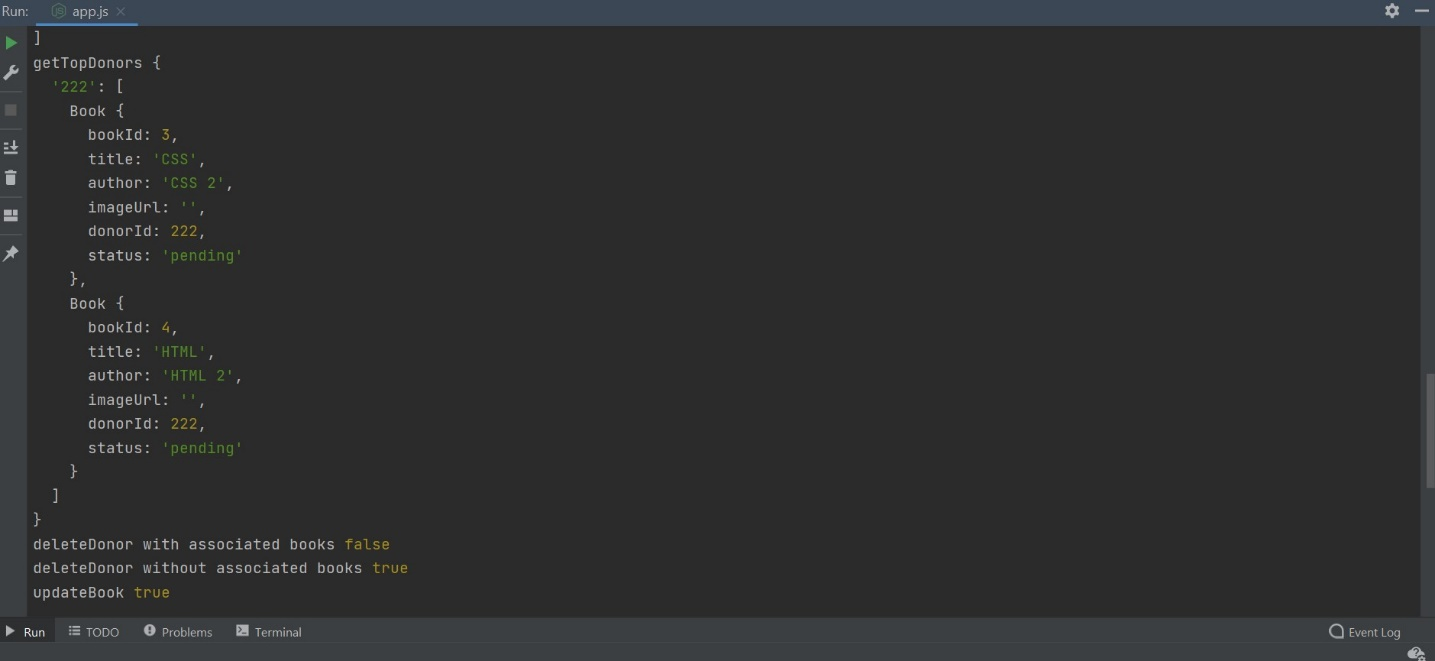 Run: app.js
]
getTopDonors {
  '222': [
    Book {
      bookId: 3,
      title: 'CSS',
      author: 'CSS 2',
      imageUrl: '',
      donorId: 222,
      status: 'pending'
    },
    Book {
      bookId: 4,
      title: 'HTML',
      author: 'HTML 2',
      imageUrl: '',
      donorId: 222,
      status: 'pending'
    }
  ]
}
deleteDonor with associated books false
deleteDonor without associated books true
updateBook true
Run TODO Problems Terminal Event Log